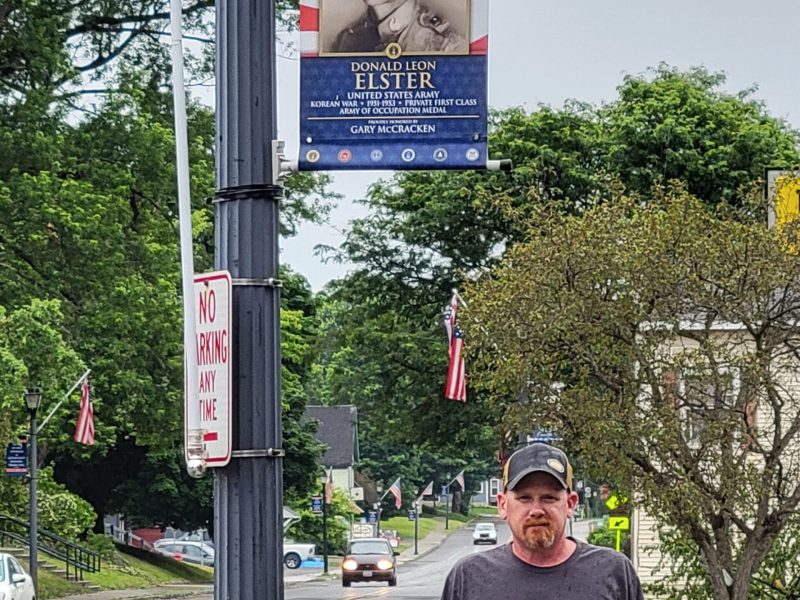 DONALD LEON
ELSTER
UNITED STATES ARMY
KOREAN WAR • 1951-1953 • PRIVATE FIRST CLASS
ARMY OF OCCUPATION MEDAL
PROUDLY HONORED BY
GARY McCRACKEN
NO
PARKING
ANY
TIME